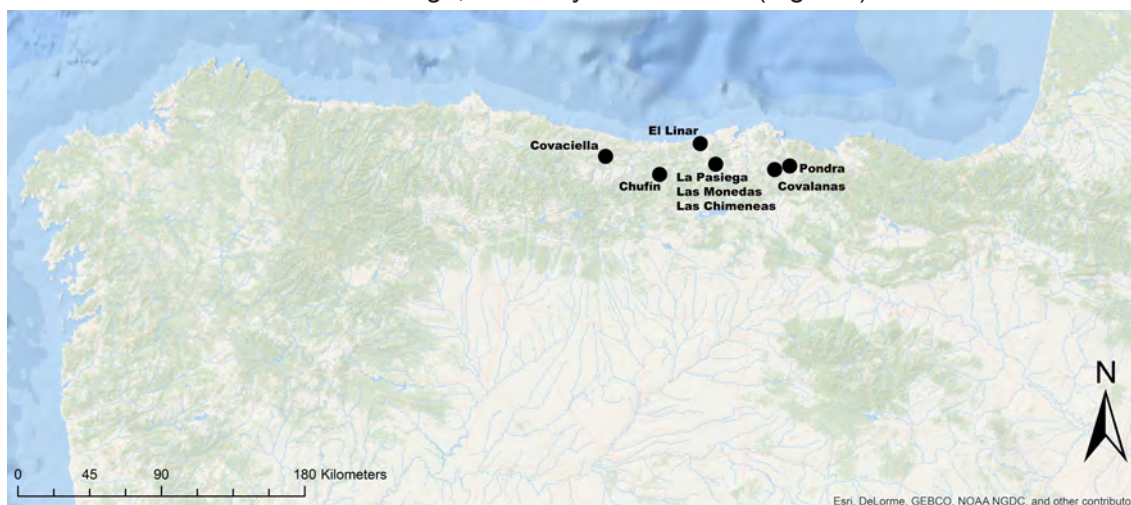 El Linar
Covaciella
Pondra
La Pasiega
Covalanas
Chufín
Las Monedas
Las Chimeneas
N
0 45 90 180 Kilometers
Esri, DeLorme, GEBCO, NOAA NGDC, and other contributo